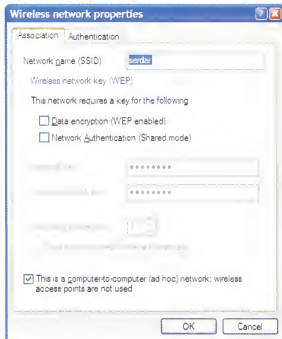 Wireless network properties
Association Authentication
Network name (SSID) serdar
Wireless network key (WEP)
This network requires a key for the following
Data encryption (WEP enabled)
Network Authentication (Shared mode)
This is a computer-to-computer (ad hoc) network; wireless
access points are not used
OK Cancel